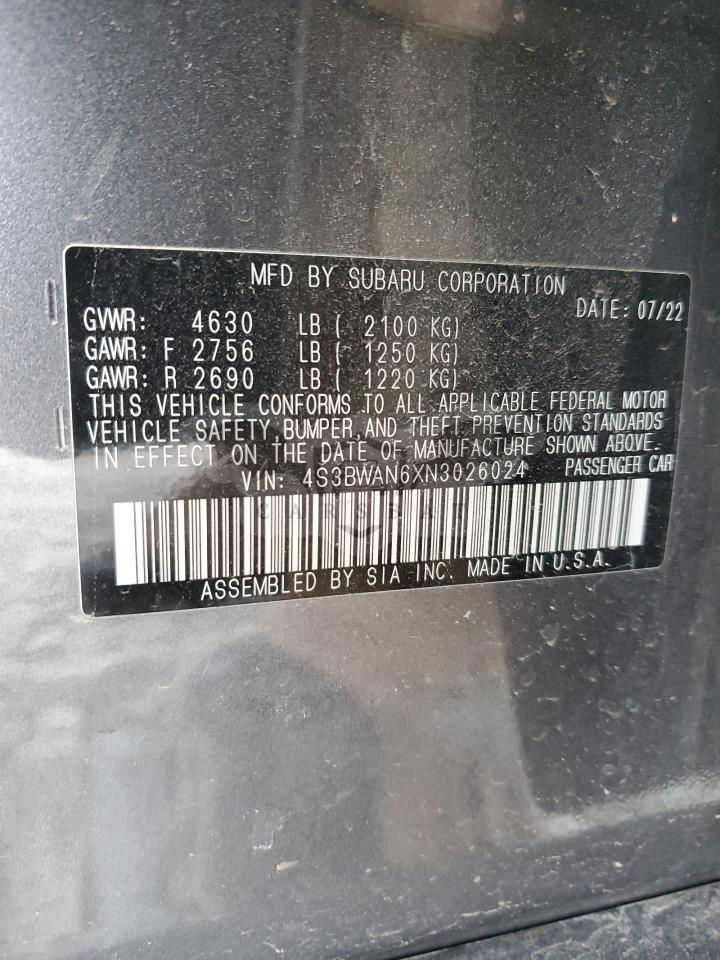 MFD BY SUBARU CORPORATION
DATE: 07/22
GVWR: 4630 LB ( 2100 KG)
GAWR: F 2756 LB ( 1250 KG)
GAWR: R 2690 LB ( 1220 KG)
THIS VEHICLE CONFORMS TO ALL APPLICABLE FEDERAL MOTOR
VEHICLE SAFETY, BUMPER, AND THEFT PREVENTION STANDARDS
IN EFFECT ON THE DATE OF MANUFACTURE SHOWN ABOVE.
VIN: 4S3BWAN6XN3026024 PASSENGER CAR
ASSEMBLED BY SIA INC. MADE IN U.S.A.